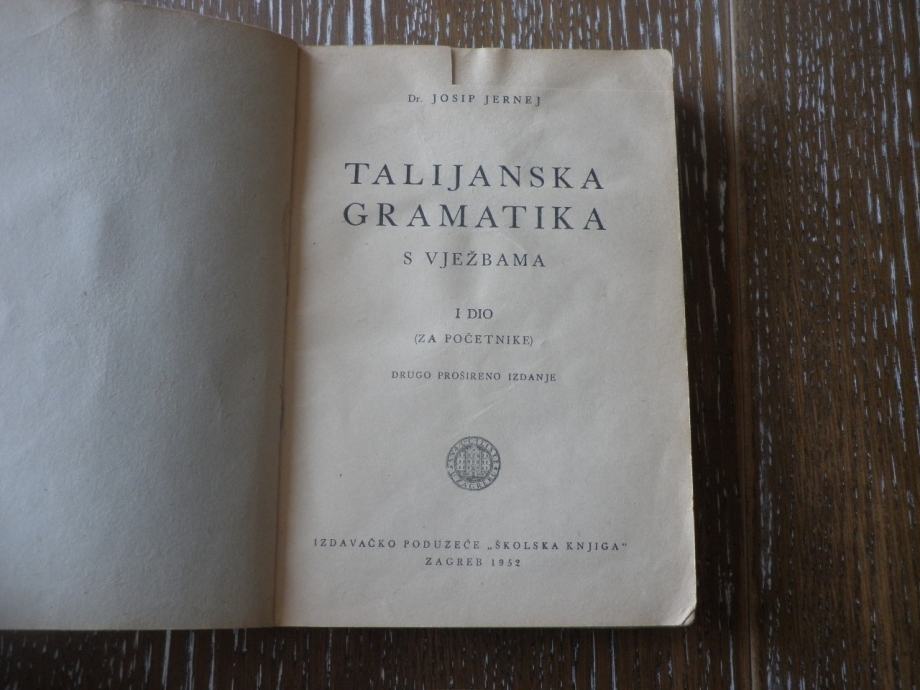 Dr. JOSIP JERNEJ
TALIJANSKA
GRAMATIKA
S VJEŽBAMA
I DIO
(ZA POČETNIKE)
DRUGO PROŠIRENO IZDANJE
IZDAVAČKO PODUZEĆE „ŠKOLSKA KNJIGA"
ZAGREB 1952